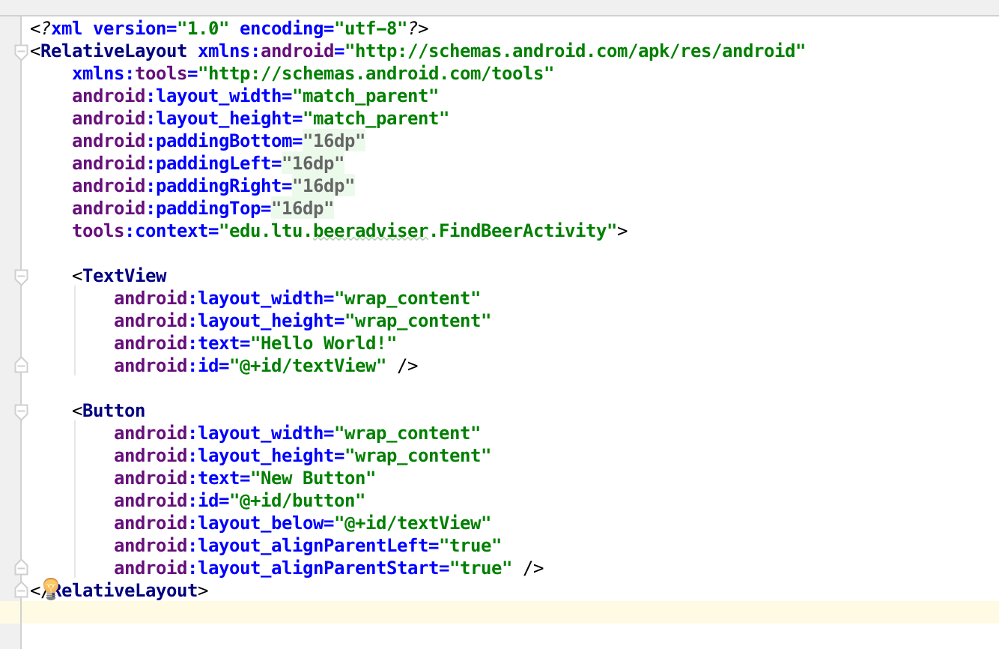 <?xml version="1.0" encoding="utf-8"?>
<RelativeLayout xmlns:android="http://schemas.android.com/apk/res/android"
    xmlns:tools="http://schemas.android.com/tools"
    android:layout_width="match_parent"
    android:layout_height="match_parent"
    android:paddingBottom="16dp"
    android:paddingLeft="16dp"
    android:paddingRight="16dp"
    android:paddingTop="16dp"
    tools:context="edu.ltu.beeradviser.FindBeerActivity">

    <TextView
        android:layout_width="wrap_content"
        android:layout_height="wrap_content"
        android:text="Hello World!"
        android:id="@+id/textView" />

    <Button
        android:layout_width="wrap_content"
        android:layout_height="wrap_content"
        android:text="New Button"
        android:id="@+id/button"
        android:layout_below="@+id/textView"
        android:layout_alignParentLeft="true"
        android:layout_alignParentStart="true" />
</RelativeLayout>